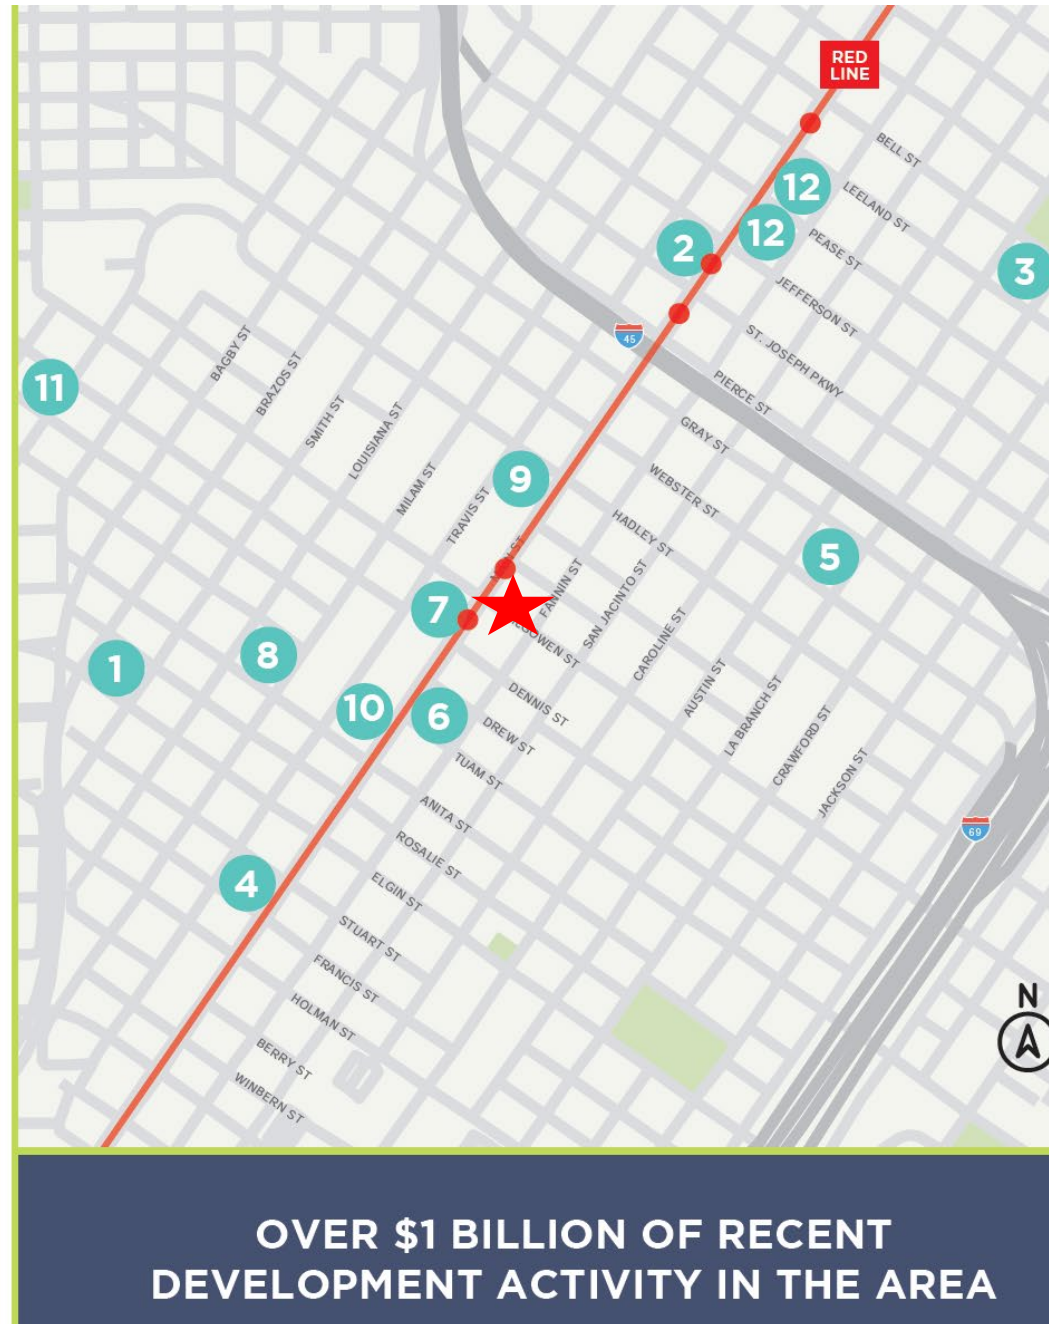 RED
LINE
BELL ST
LEELAND ST
12
12
PEASE ST
2
3
JEFFERSON ST
45
ST. JOSEPH PKWY
BAGBY ST
BRAZOS ST
11
PIERCE ST
SMITH ST
LOUISIANA ST
GRAY ST
MILAM ST
9
WEBSTER ST
TRAVIS ST
HADLEY ST
5
FANNIN ST
SAN JACINTO ST
7
CAROLINE ST
1
8
AUSTIN ST
DENNIS ST
LA BRANCH ST
10
6
DREW ST
CRAWFORD ST
TUAM ST
JACKSON ST
ANITA ST
69
ROSALIE ST
4
ELGIN ST
STUART ST
FRANCIS ST
N
HOLMAN ST
BERRY ST
WINBERN ST
OVER $1 BILLION OF RECENT
DEVELOPMENT ACTIVITY IN THE AREA